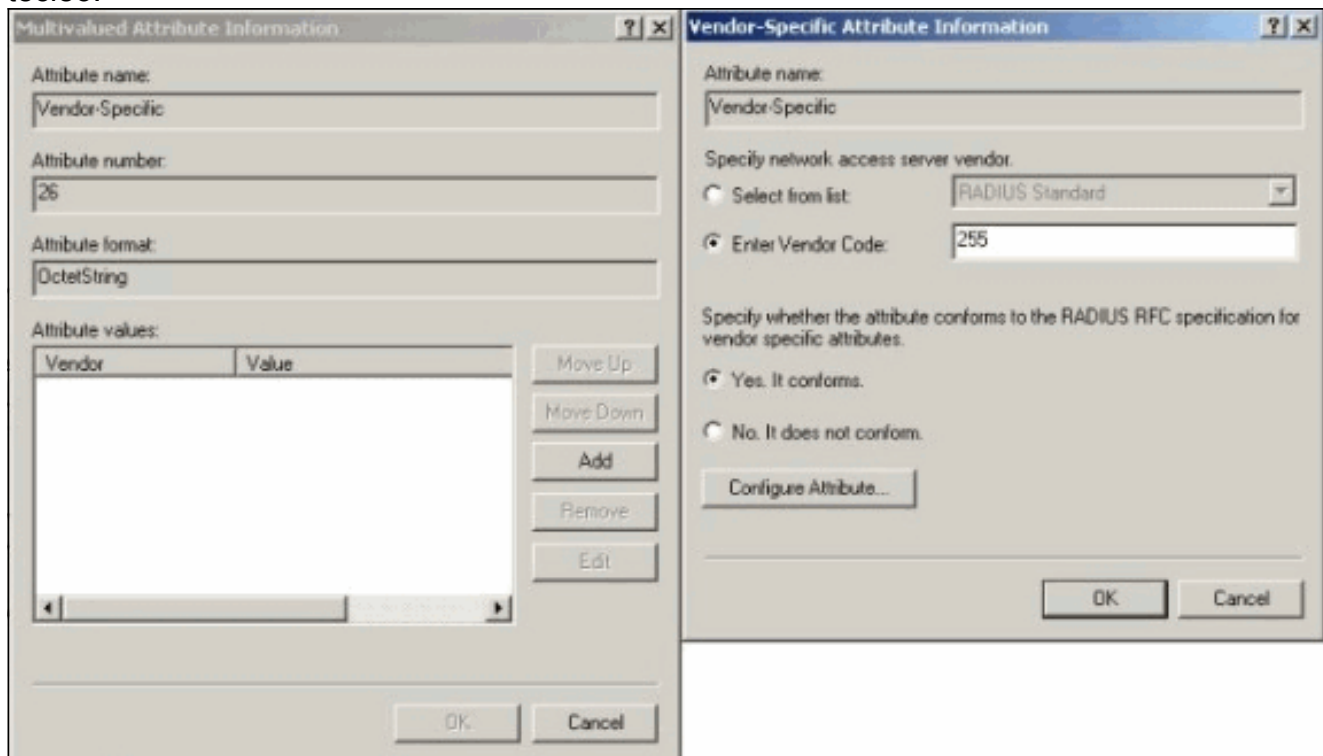 Multivalued Attribute Information
Attribute name:
Vendor-Specific
Attribute number:
26
Attribute format:
OctetString
Attribute values:
Vendor Value
Move Up
Move Down
Add
Remove
Edit
OK Cancel
Vendor-Specific Attribute Information
Attribute name:
Vendor-Specific
Specify network access server vendor.
Select from list: RADIUS Standard
Enter Vendor Code: 255
Specify whether the attribute conforms to the RADIUS RFC specification for
vendor specific attributes.
Yes. It conforms.
No. It does not conform.
Configure Attribute...
OK Cancel